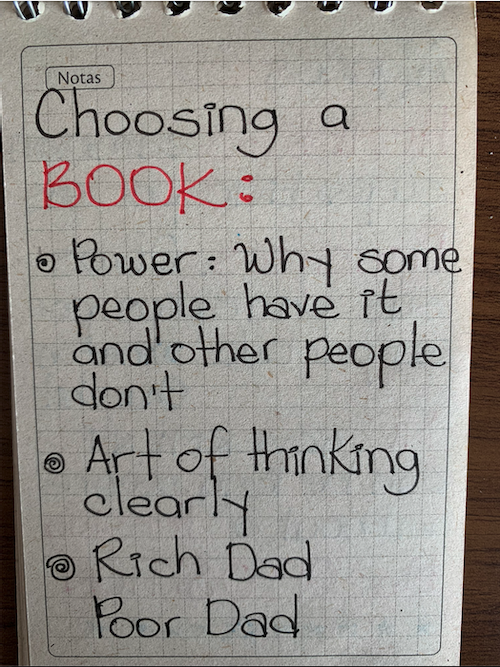 Notas
Choosing a
BOOK:
Power: Why some
people have it
and other people
don't
Art of thinking
clearly
Rich Dad
Poor Dad